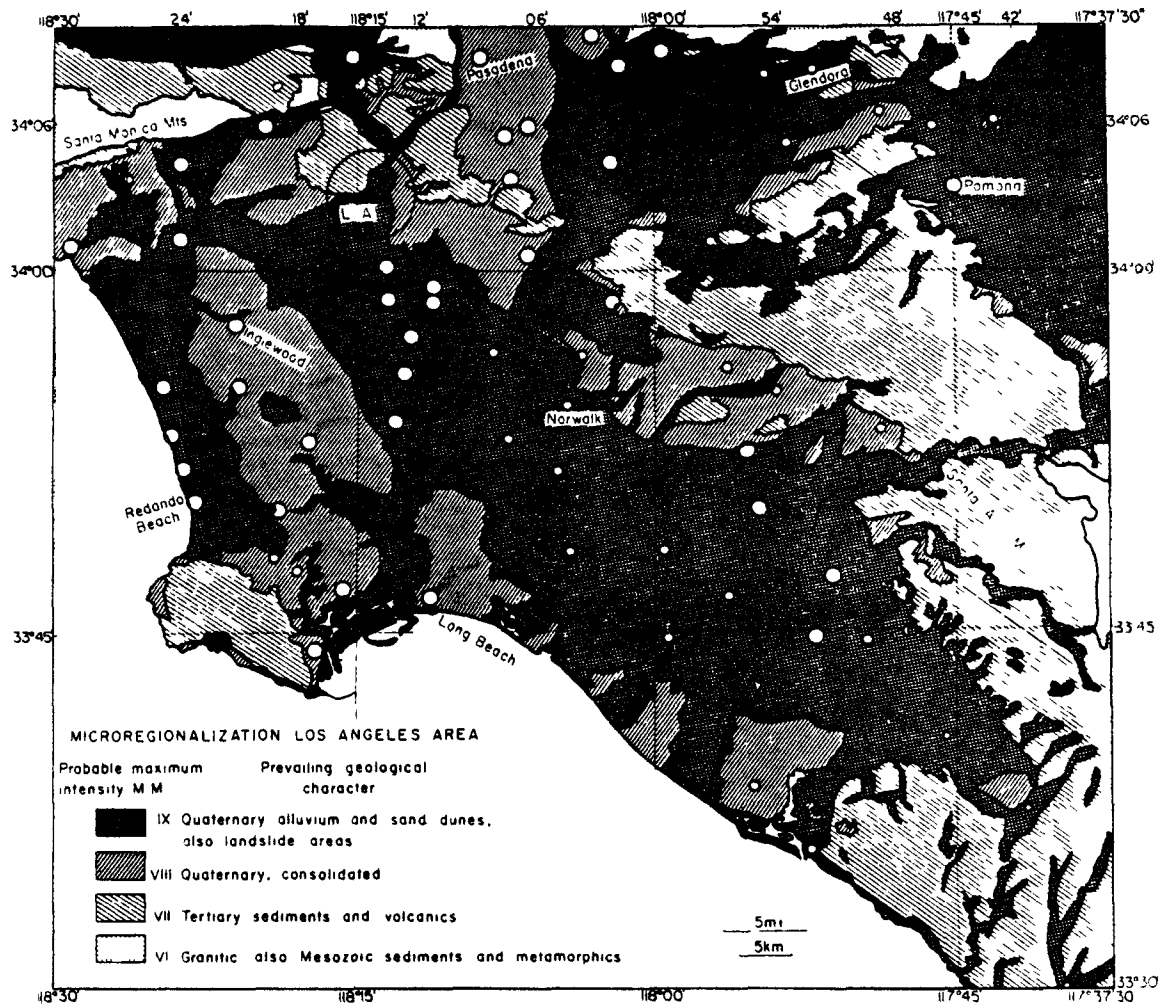 118°30' 24' 18' 118°15' 12' 06' 118°00' 54' 48' 117°45' 42' 117°37'30"
Pasadena
Glendora
34°06'
Santa Monica Mts
34°06'
Pomona
L. A.
34°00'
34°00'
Inglewood
Norwalk
Redando
Beach
Santa A
33°45'
Long Beach
33°45'
MICROREGIONALIZATION LOS ANGELES AREA
Probable maximum Prevailing geological
intensity M M character
IX Quaternary alluvium and sand dunes,
also landslide areas
VIII Quaternary, consolidated
VII Tertiary sediments and volcanics
VI Granitic also Mesozoic sediments and metamorphics
5mi
5km
33°30'
118°30' 118°15' 118°00' 117°45' 117°37'30"